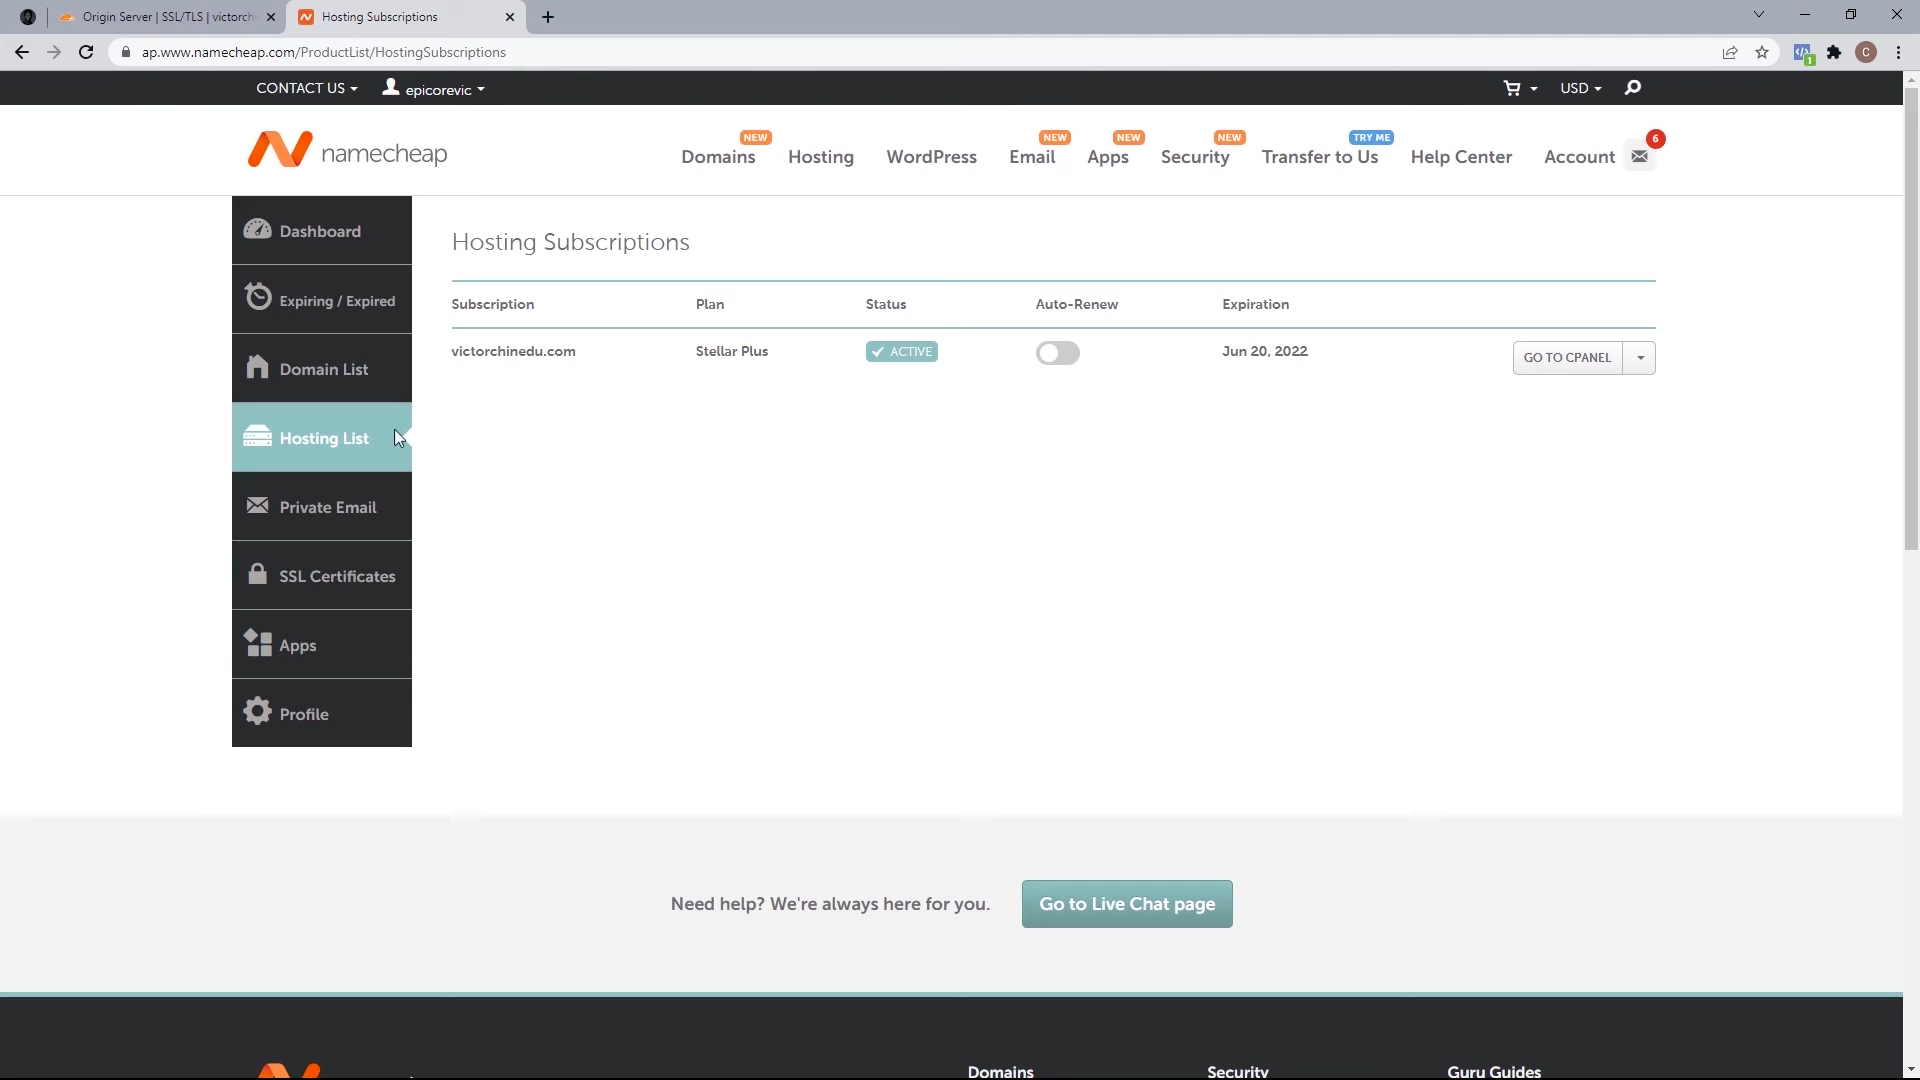 Origin Server | SSL/TLS | victorch
Hosting Subscriptions
ap.www.namecheap.com/ProductList/HostingSubscriptions
1
C
CONTACT US
epicorevic
USD
namecheap
NEW
NEW
NEW
NEW
TRY ME
6
Domains
Hosting
WordPress
Email
Apps
Security
Transfer to Us
Help Center
Account
Dashboard
Expiring / Expired
Domain List
Hosting List
Private Email
SSL Certificates
Apps
Profile
Hosting Subscriptions
Subscription Plan Status Auto-Renew Expiration
victorchinedu.com Stellar Plus ACTIVE Jun 20, 2022 GO TO CPANEL
Need help? We're always here for you.
Go to Live Chat page
Domains Security Guru Guides